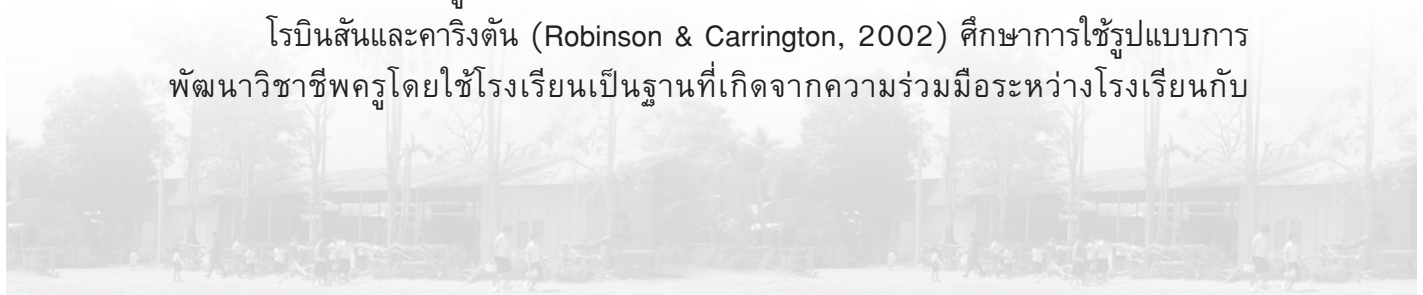 โรบินสันและคาริงตัน (Robinson & Carrington, 2002) ศึกษาการใช้รูปแบบการ
พัฒนาวิชาชีพครูโดยใช้โรงเรียนเป็นฐานที่เกิดจากความร่วมมือระหว่างโรงเรียนกับ